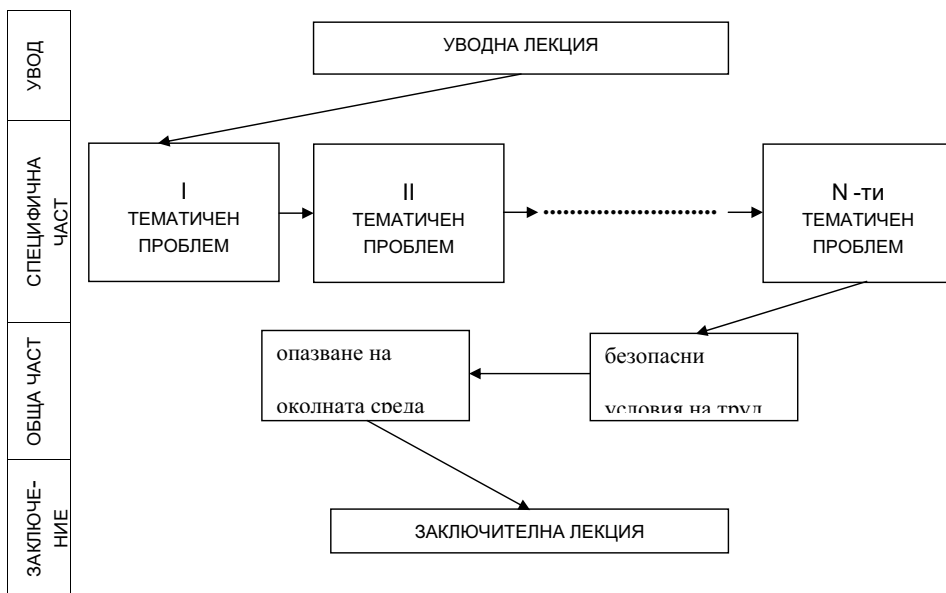 УВОД
УВОДНА ЛЕКЦИЯ
СПЕЦИФИЧНА
ЧАСТ
I
ТЕМАТИЧЕН
ПРОБЛЕМ
II
ТЕМАТИЧЕН
ПРОБЛЕМ
N -ти
ТЕМАТИЧЕН
ПРОБЛЕМ
ОБЩА ЧАСТ
опазване на
околната среда
безопасни
условия на труд
ЗАКЛЮЧЕ-
НИЕ
ЗАКЛЮЧИТЕЛНА ЛЕКЦИЯ